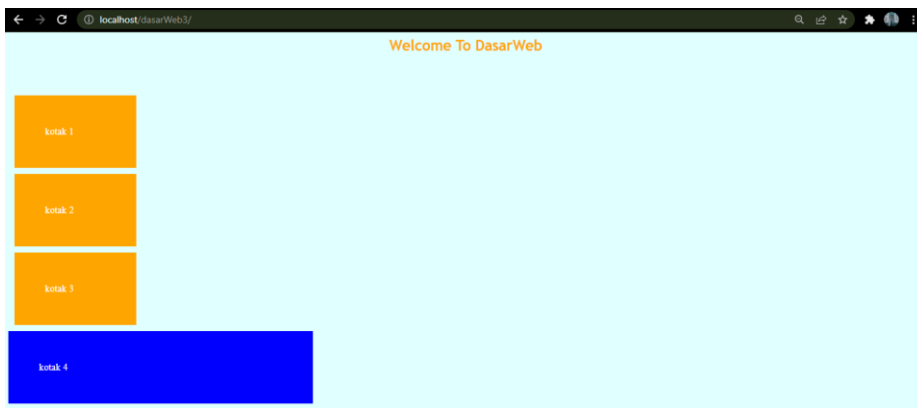 localhost/dasarWeb3/
Welcome To DasarWeb
kotak 1
kotak 2
kotak 3
kotak 4